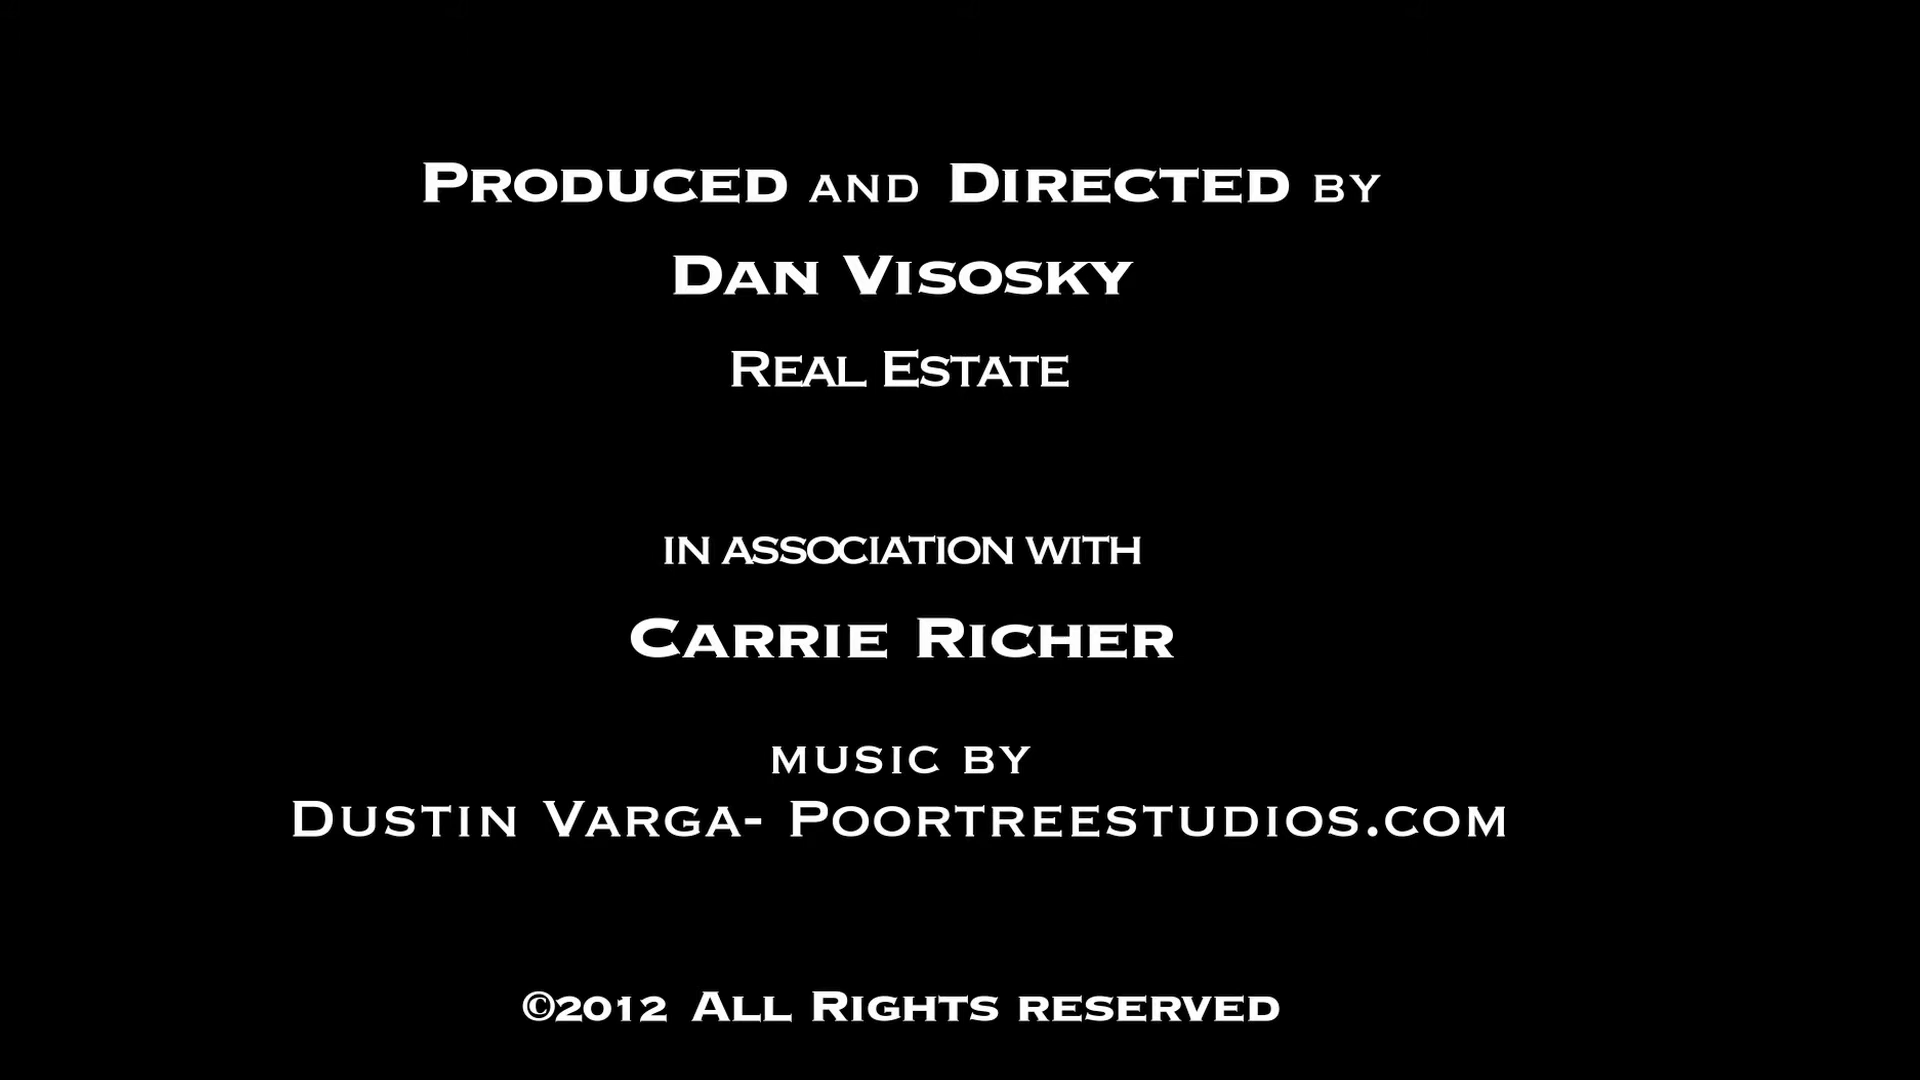 Produced and Directed by
Dan Visosky
Real Estate
in association with
Carrie Richer
music by
Dustin Varga- Poortreestudios.com
©2012 All Rights reserved